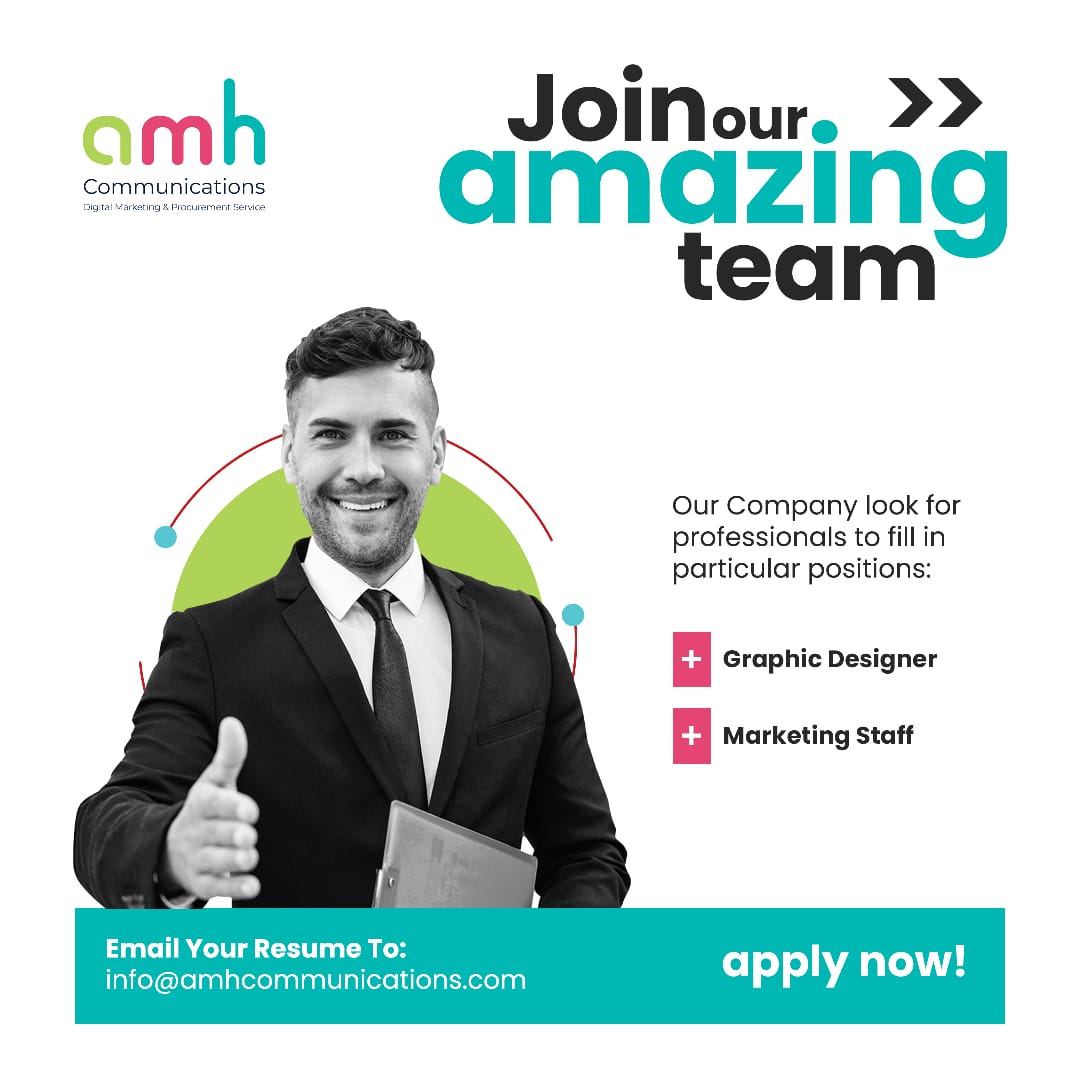 amh
Communications
Digital Marketing & Procurement Service
Join our
amazing
team
Our Company look for
professionals to fill in
particular positions:
+ Graphic Designer
+ Marketing Staff
Email Your Resume To:
info@amhcommunications.com
apply now!